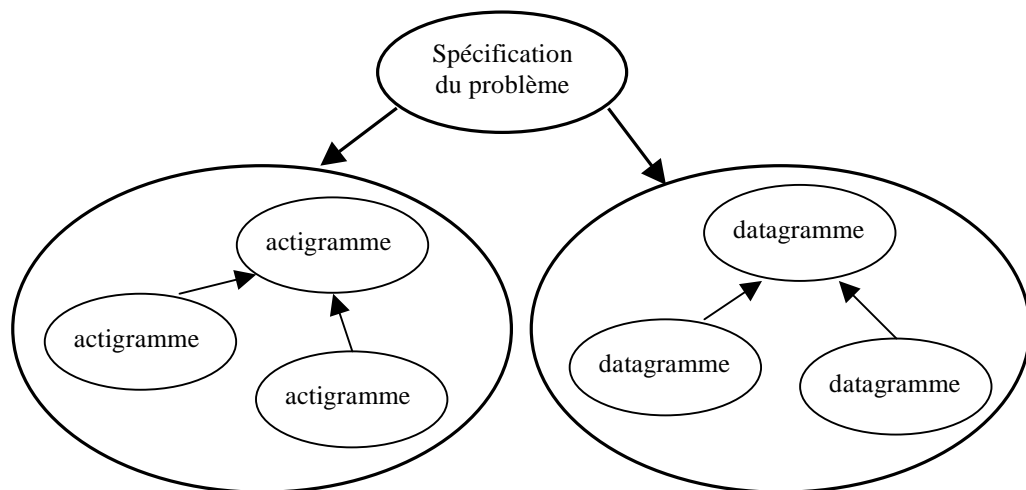 Spécification
du problème
actigramme
actigramme
actigramme
datagramme
datagramme
datagramme